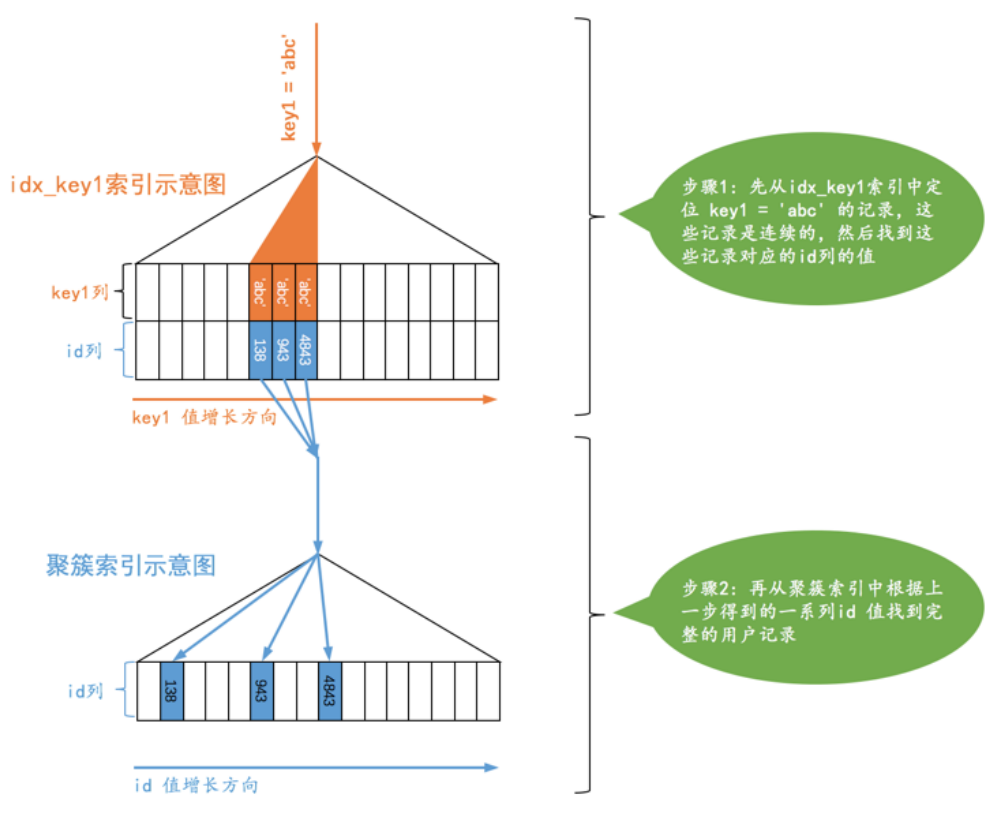 key1 = 'abc'
idx_key1索引示意图
key1列
'abc' 'abc' 'abc'
id列
138 943 4843
key1 值增长方向
步骤1: 先从idx_key1索引中定
位 key1 = 'abc' 的记录, 这
些记录是连续的, 然后找到这
些记录对应的id列的值
聚簇索引示意图
id列
138 943 4843
id 值增长方向
步骤2: 再从聚簇索引中根据上
一步得到的一系列id 值找到完
整的用户记录